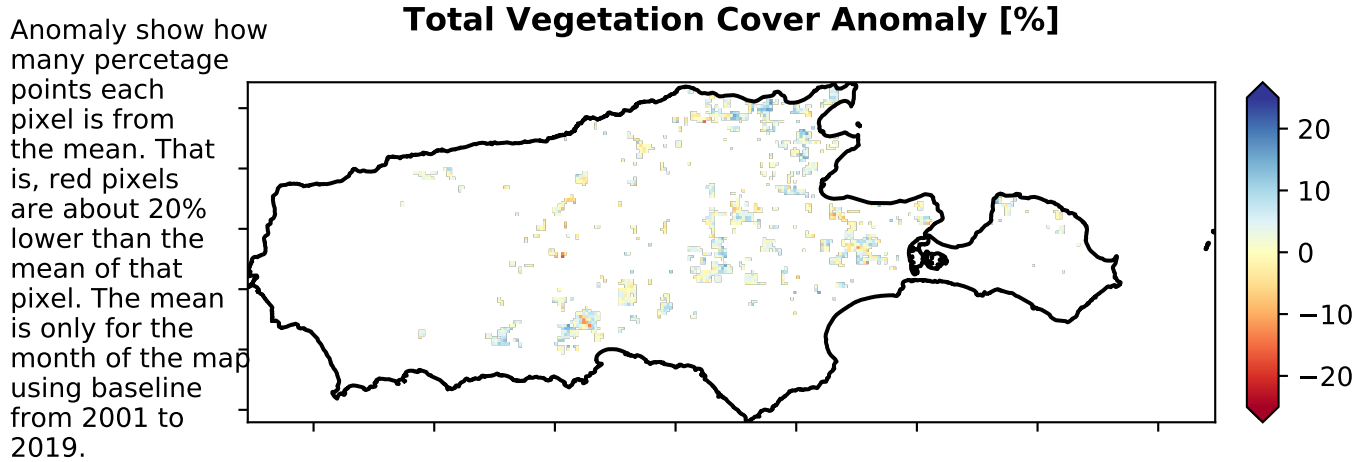 Total Vegetation Cover Anomaly [%]
Anomaly show how
many percetage
points each
pixel is from
the mean. That
is, red pixels
are about 20%
lower than the
mean of that
pixel. The mean
is only for the
month of the map
using baseline
from 2001 to
2019.
20
10
0
−10
−20